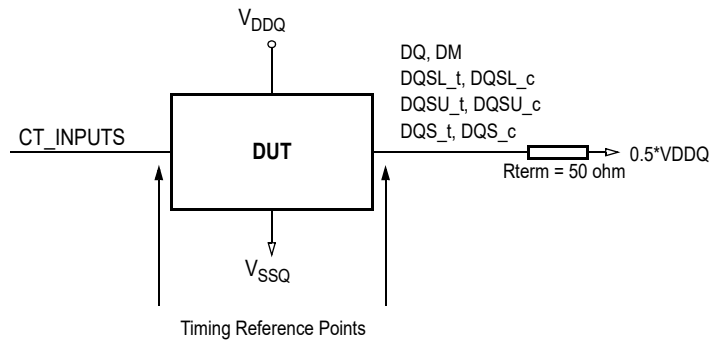 VDDQ
DQ, DM
DQSL_t, DQSL_c
DQSU_t, DQSU_c
DQS_t, DQS_c
CT_INPUTS
DUT
0.5*VDDQ
Rterm = 50 ohm
VSSQ
Timing Reference Points